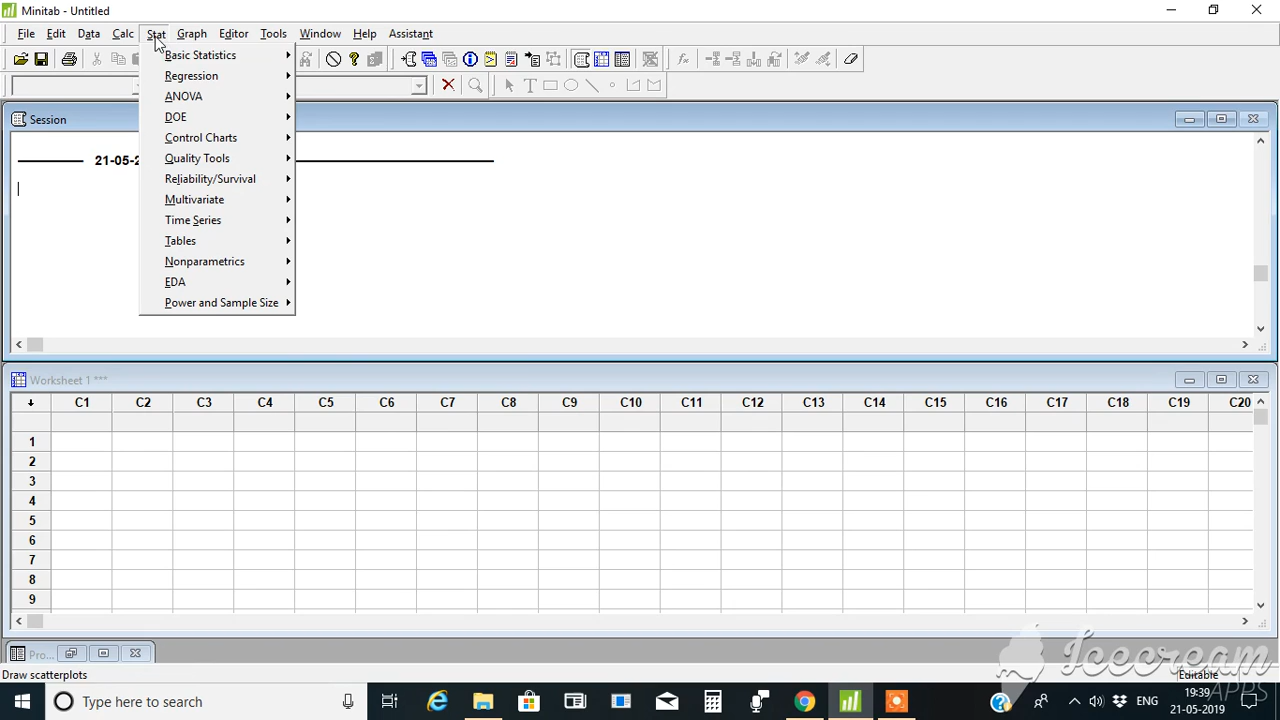 Minitab - Untitled
File Edit Data Calc Stat Graph Editor Tools Window Help Assistant
Basic Statistics
Regression
ANOVA
DOE
Control Charts
Quality Tools
Reliability/Survival
Multivariate
Time Series
Tables
Nonparametrics
EDA
Power and Sample Size
Session
21-05-2
Worksheet 1 ***
C1 C2 C3 C4 C5 C6 C7 C8 C9 C10 C11 C12 C13 C14 C15 C16 C17 C18 C19 C20
1
2
3
4
5
6
7
8
9
Pro...
Draw scatterplots
Editable
Icecream
APPS
Type here to search
ENG
19:39
21-05-2019